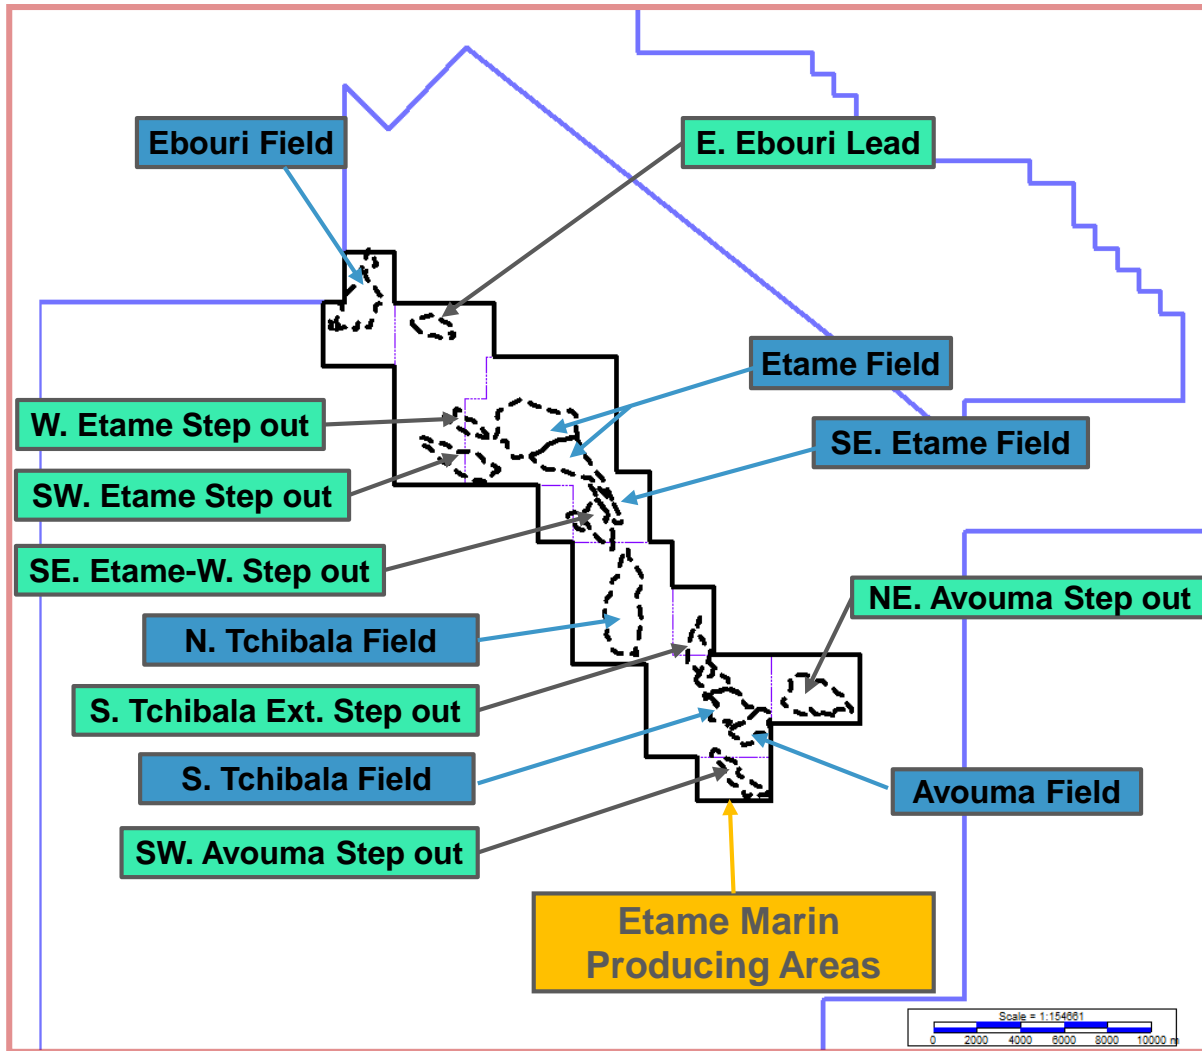 Ebouri Field
E. Ebouri Lead
Etame Field
W. Etame Step out
SE. Etame Field
SW. Etame Step out
SE. Etame-W. Step out
NE. Avouma Step out
N. Tchibala Field
S. Tchibala Ext. Step out
S. Tchibala Field
Avouma Field
SW. Avouma Step out
Etame Marin
Producing Areas
Scale = 1:154661
0 2000 4000 6000 8000 10000 m